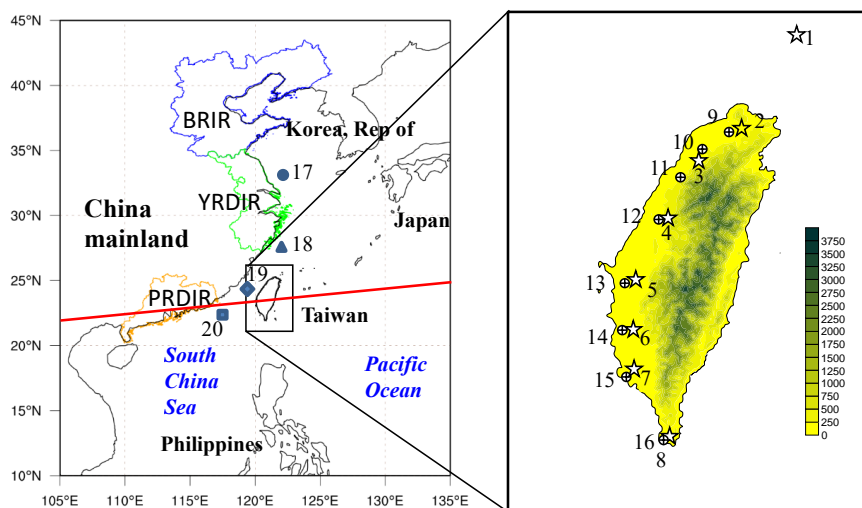 45°N
40°N
35°N
30°N
25°N
20°N
15°N
10°N
105°E
110°E
115°E
120°E
125°E
130°E
135°E
BRIR
Korea, Rep of
17
YRDIR
China
mainland
Japan
18
19
PRDIR
20
Taiwan
South
China
Sea
Pacific
Ocean
Philippines
1
9
2
10
3
11
12
4
13
5
14
6
15
7
16
8
3750
3500
3250
3000
2750
2500
2250
2000
1750
1500
1250
1000
750
500
250
0